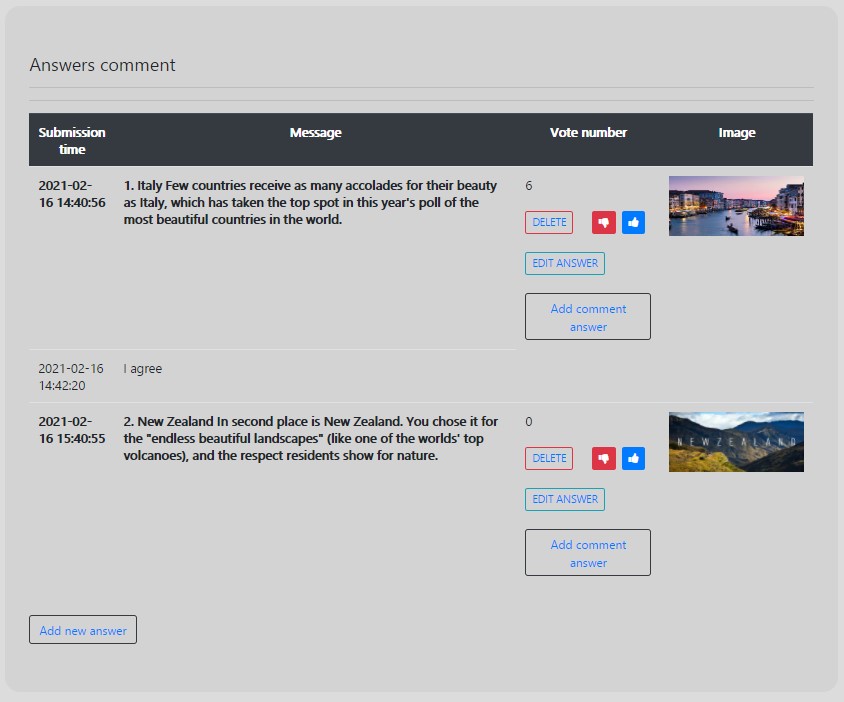 Answers comment
Submission
time
Message
Vote number
Image
2021-02-
16 14:40:56
1. Italy Few countries receive as many accolades for their beauty
as Italy, which has taken the top spot in this year's poll of the
most beautiful countries in the world.
6
DELETE
EDIT ANSWER
Add comment
answer
2021-02-16
14:42:20
I agree
2021-02-
16 15:40:55
2. New Zealand In second place is New Zealand. You chose it for
the "endless beautiful landscapes" (like one of the worlds' top
volcanoes), and the respect residents show for nature.
0
DELETE
EDIT ANSWER
Add comment
answer
NEWZEALAND
Add new answer